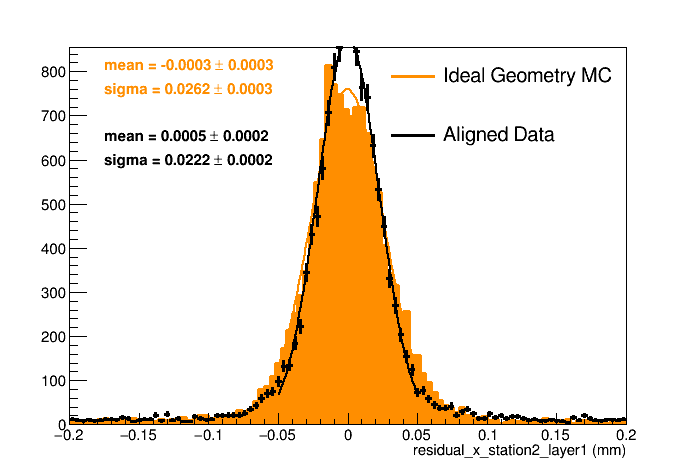 mean = -0.0003 ± 0.0003
sigma = 0.0262 ± 0.0003
mean = 0.0005 ± 0.0002
sigma = 0.0222 ± 0.0002
Ideal Geometry MC
Aligned Data
800
700
600
500
400
300
200
100
0
−0.2 −0.15 −0.1 −0.05 0 0.05 0.1 0.15 0.2
residual_x_station2_layer1 (mm)